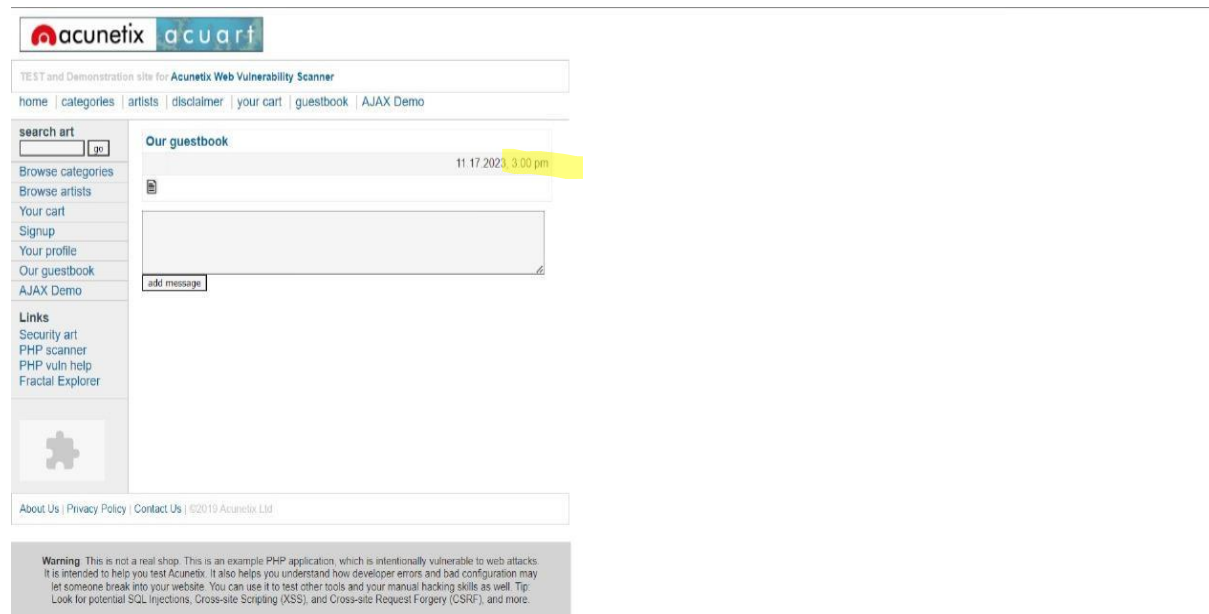 acunetix acuart
TEST and Demonstration site for Acunetix Web Vulnerability Scanner
home | categories | artists | disclaimer | your cart | guestbook | AJAX Demo
search art
go
Browse categories
Browse artists
Your cart
Signup
Your profile
Our guestbook
AJAX Demo
Links
Security art
PHP scanner
PHP vuln help
Fractal Explorer
Our guestbook
11.17.2023, 3:00 pm
add message
About Us | Privacy Policy | Contact Us | ©2019 Acunetix Ltd
Warning: This is not a real shop. This is an example PHP application, which is intentionally vulnerable to web attacks.
It is intended to help you test Acunetix. It also helps you understand how developer errors and bad configuration may
let someone break into your website. You can use it to test other tools and your manual hacking skills as well. Tip:
Look for potential SQL Injections, Cross-site Scripting (XSS), and Cross-site Request Forgery (CSRF), and more.